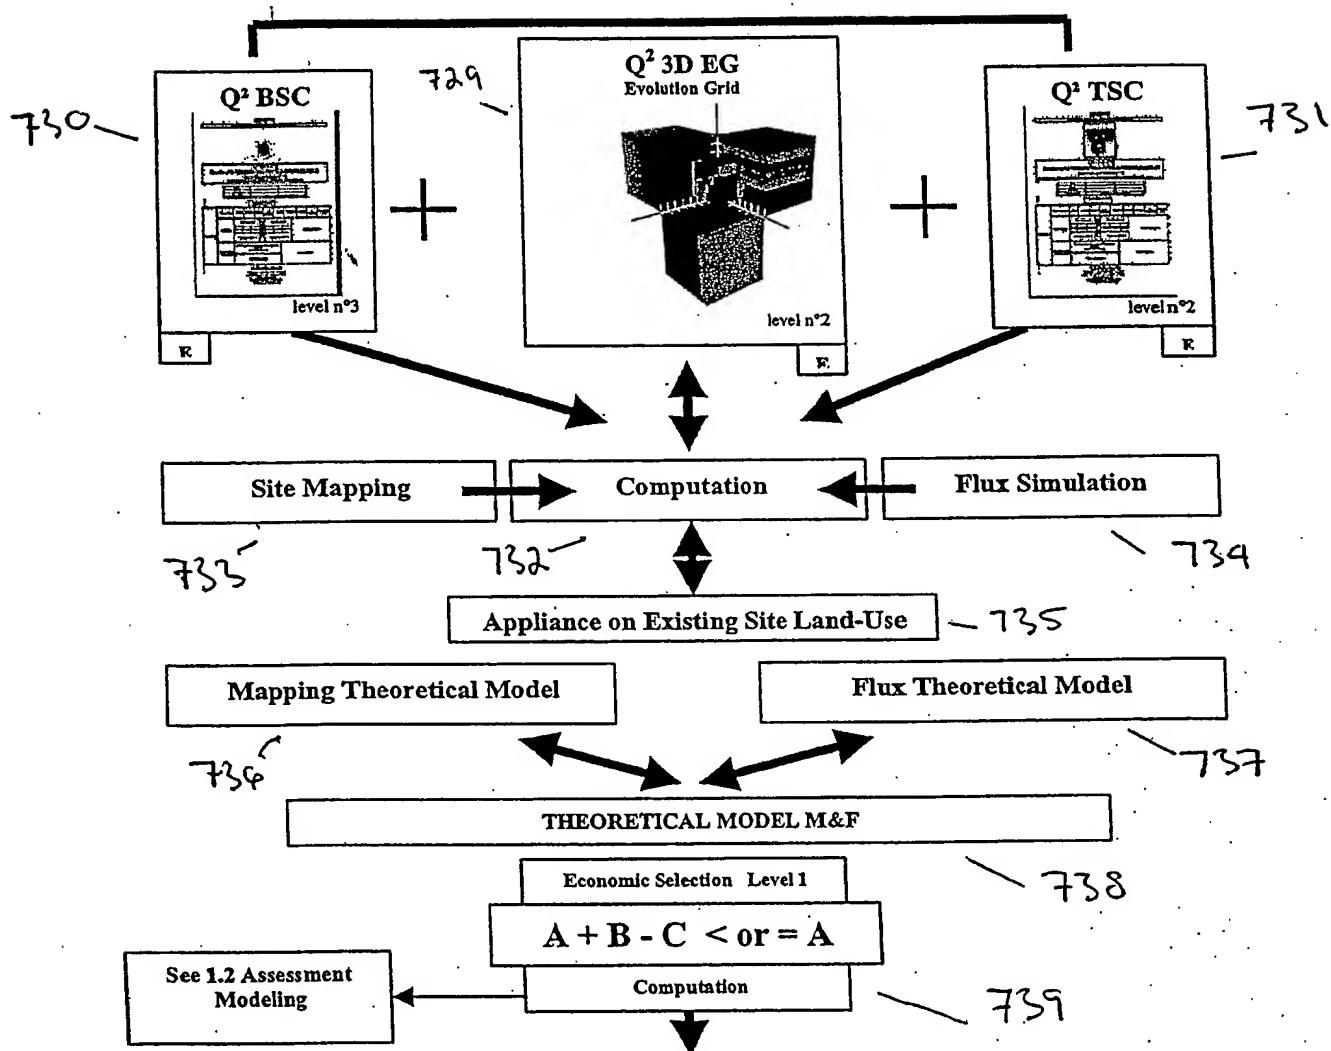 Q² BSC
level n°3
R
730
729
Q² 3D EG
Evolution Grid
level n°2
E
Q² TSC
level n°2
R
731
Site Mapping
Computation
Flux Simulation
733
732
734
Appliance on Existing Site Land-Use
735
Mapping Theoretical Model
Flux Theoretical Model
736
737
THEORETICAL MODEL M&F
738
Economic Selection Level 1
A + B - C < or = A
Computation
739
See 1.2 Assessment
Modeling